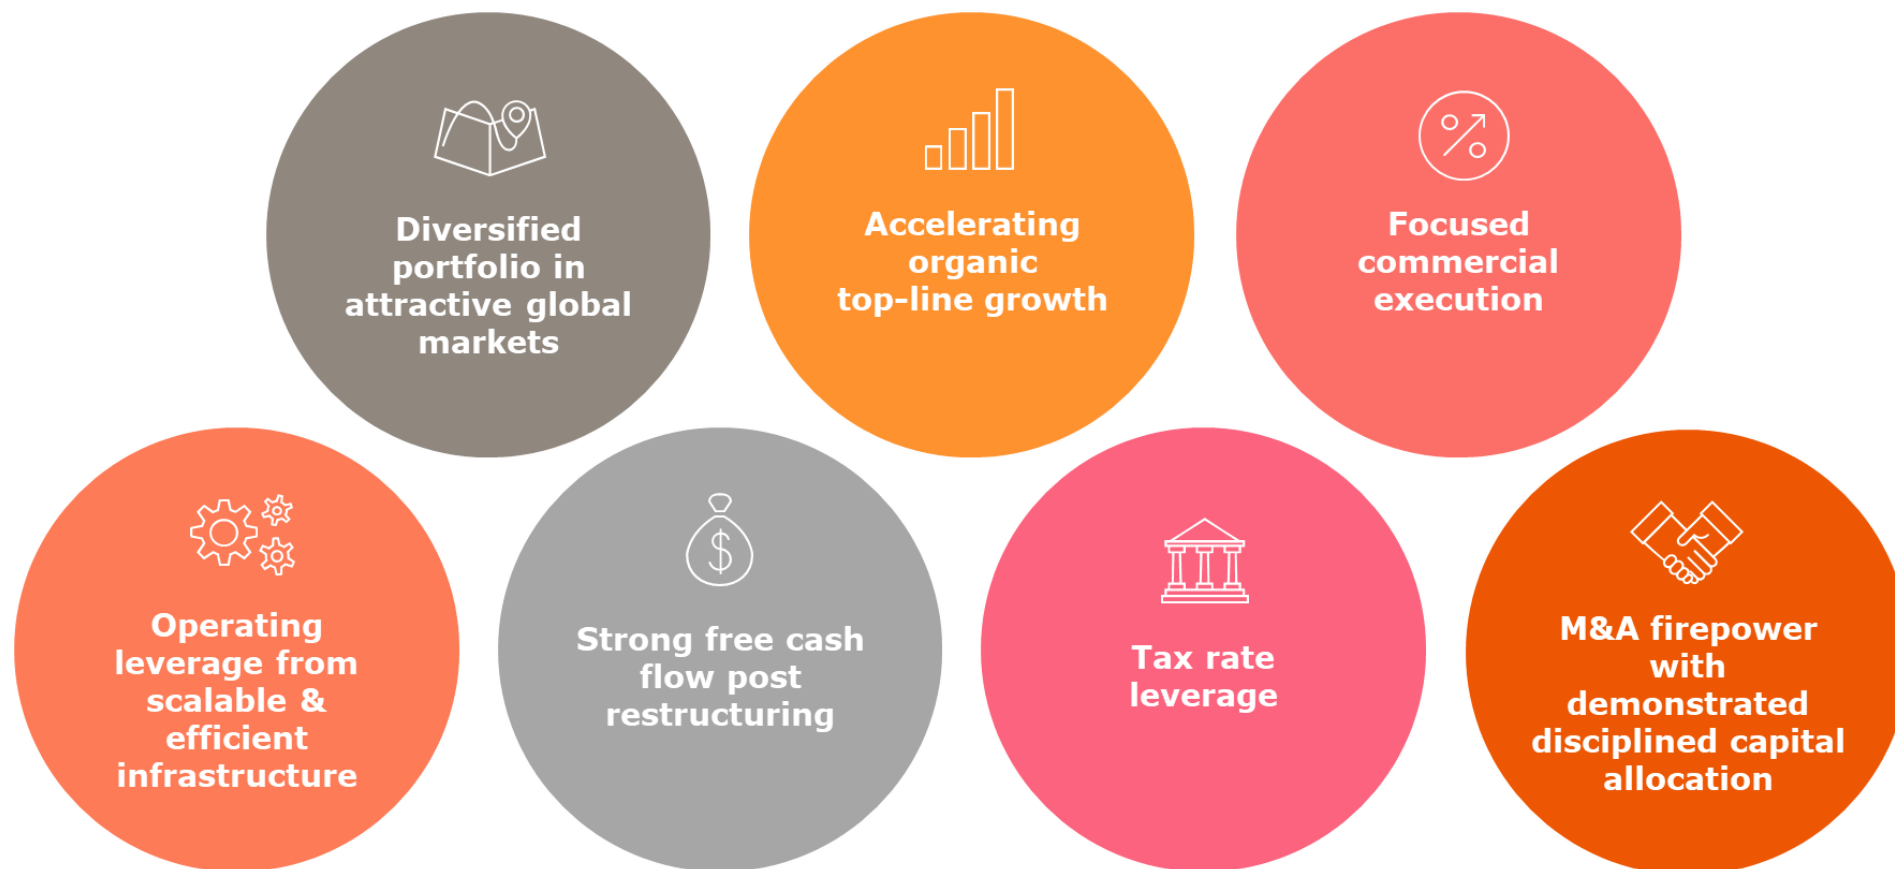 Diversified
portfolio in
attractive global
markets
Accelerating
organic
top-line growth
Focused
commercial
execution
Operating
leverage from
scalable &
efficient
infrastructure
Strong free cash
flow post
restructuring
Tax rate
leverage
M&A firepower
with
demonstrated
disciplined capital
allocation